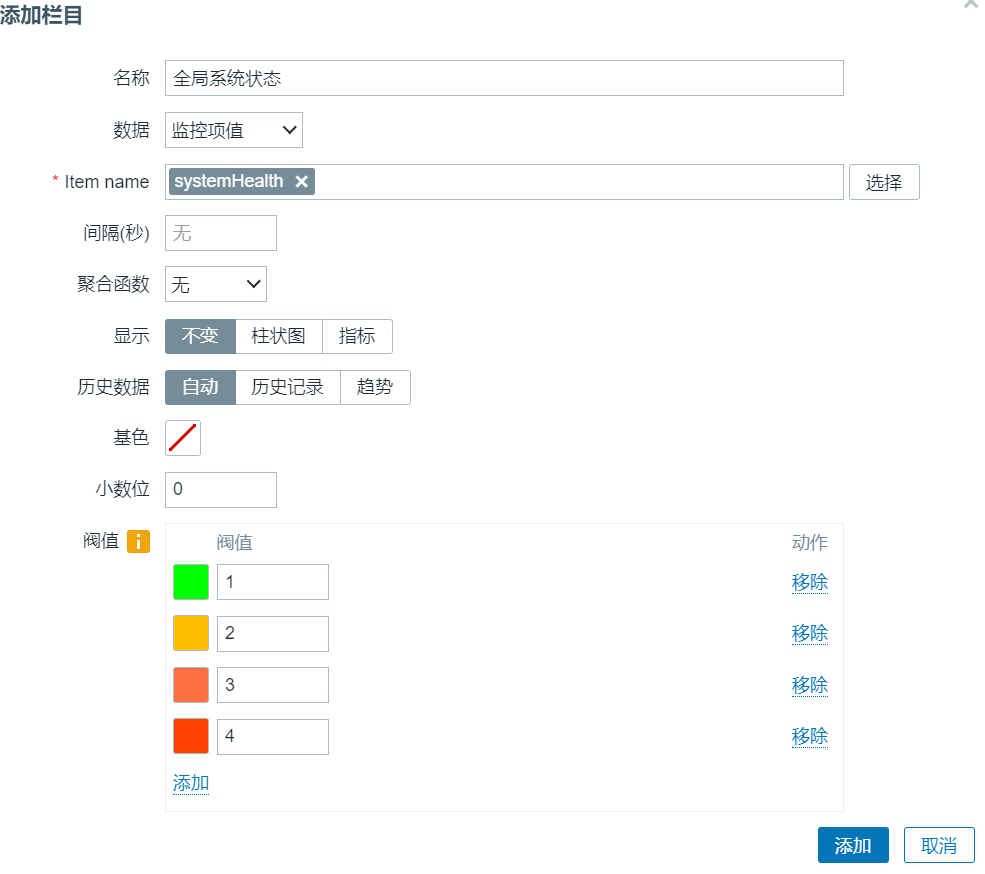 添加栏目
名称 全局系统状态
数据 监控项值
* Item name systemHealth 选择
间隔(秒) 无
聚合函数 无
显示 不变 柱状图 指标
历史数据 自动 历史记录 趋势
基色
小数位 0
阀值 i 阀值 动作
1 移除
2 移除
3 移除
4 移除
添加
添加 取消